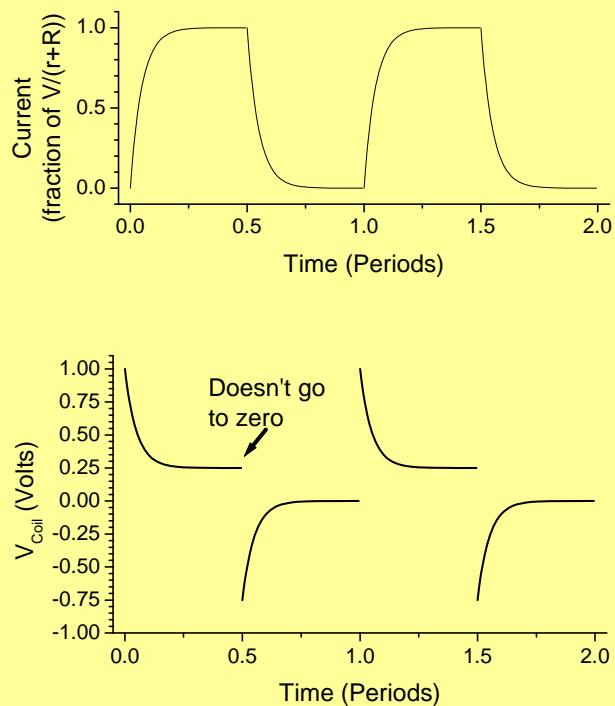 Current
(fraction of V/(r+R)
1.0
0.5
0.0
0.0 0.5 1.0 1.5 2.0
Time (Periods)
Doesn't go
to zero
V_Coil (Volts)
1.00
0.75
0.50
0.25
0.00
-0.25
-0.50
-0.75
-1.00
0.0 0.5 1.0 1.5 2.0
Time (Periods)